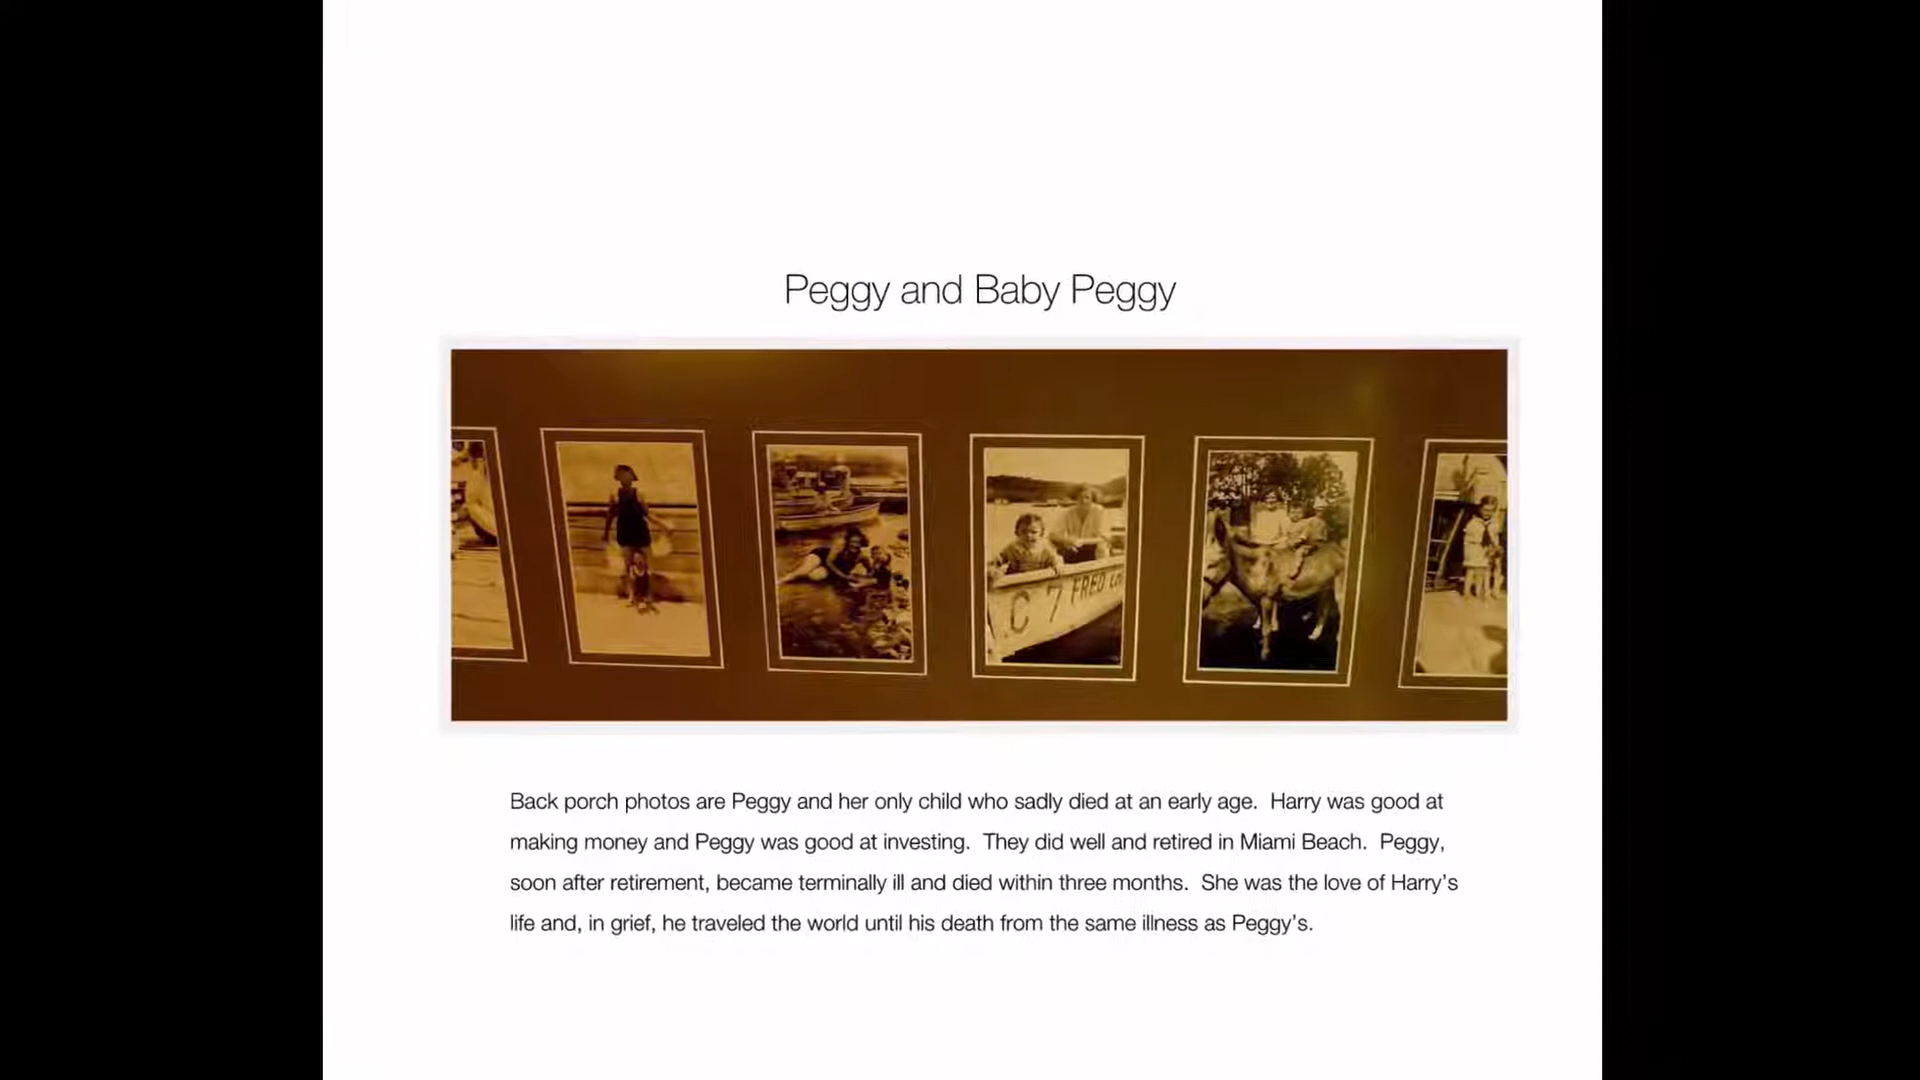 Peggy and Baby Peggy
C 7 FRED
Back porch photos are Peggy and her only child who sadly died at an early age.  Harry was good at
making money and Peggy was good at investing.  They did well and retired in Miami Beach.  Peggy,
soon after retirement, became terminally ill and died within three months.  She was the love of Harry's
life and, in grief, he traveled the world until his death from the same illness as Peggy's.